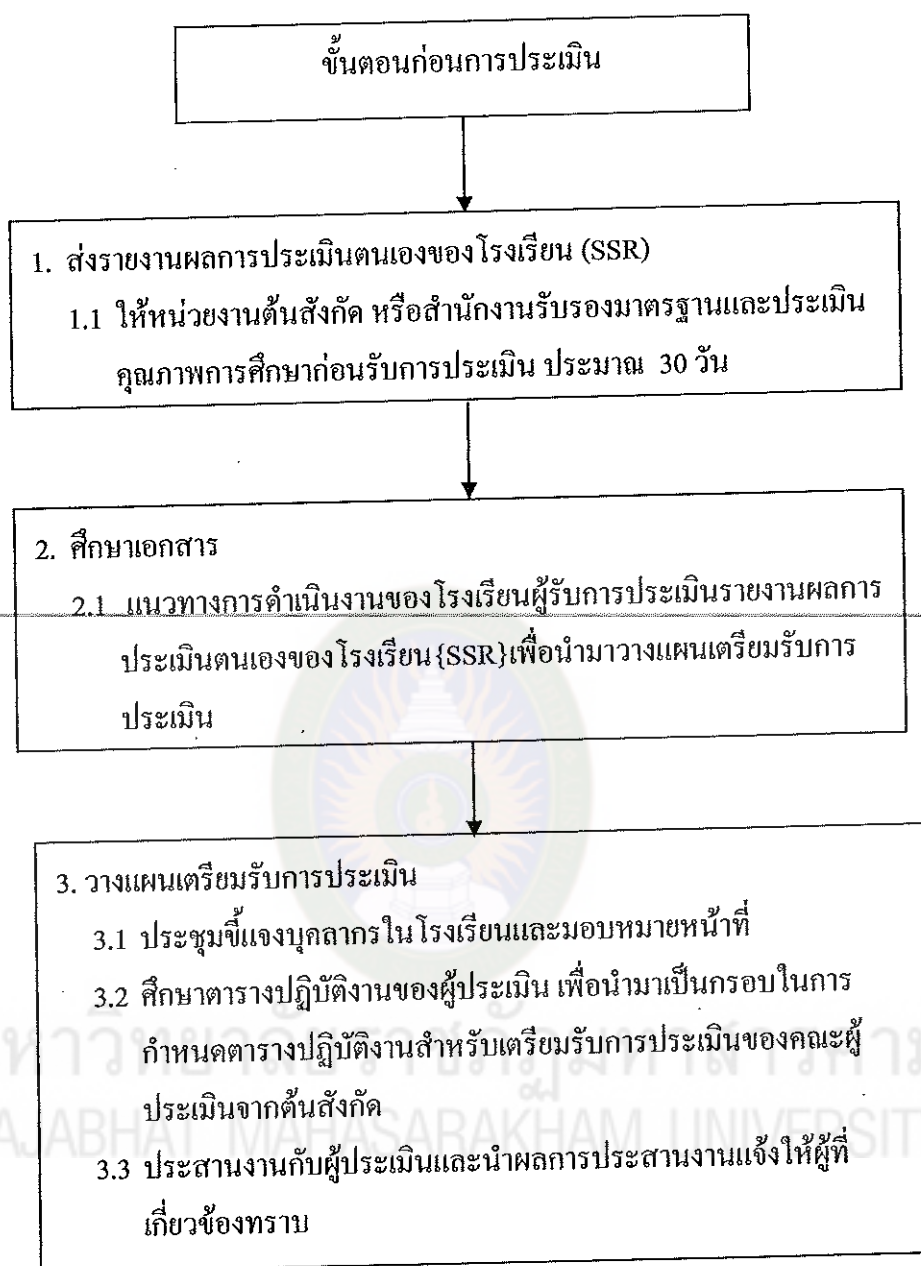 ขั้นตอนก่อนการประเมิน
1. ส่งรายงานผลการประเมินตนเองของโรงเรียน (SSR)
1.1 ให้หน่วยงานต้นสังกัด หรือสำนักงานรับรองมาตรฐานและประเมิน
คุณภาพการศึกษาก่อนรับการประเมิน ประมาณ 30 วัน
2. ศึกษาเอกสาร
2.1 แนวทางการดำเนินงานของโรงเรียนผู้รับการประเมินรายงานผลการ
ประเมินตนเองของโรงเรียน{SSR}เพื่อนำมาวางแผนเตรียมรับการ
ประเมิน
3. วางแผนเตรียมรับการประเมิน
3.1 ประชุมชี้แจงบุคลากรในโรงเรียนและมอบหมายหน้าที่
3.2 ศึกษาตารางปฏิบัติงานของผู้ประเมิน เพื่อนำมาเป็นกรอบในการ
กำหนดตารางปฏิบัติงานสำหรับเตรียมรับการประเมินของคณะผู้
ประเมินจากต้นสังกัด
3.3 ประสานงานกับผู้ประเมินและนำผลการประสานงานแจ้งให้ผู้ที่
เกี่ยวข้องทราบ
หาวิทยาลัยราชภัฏมหาสารคาม
AJABHAT MAHASARAKHAM UNIVERSIT